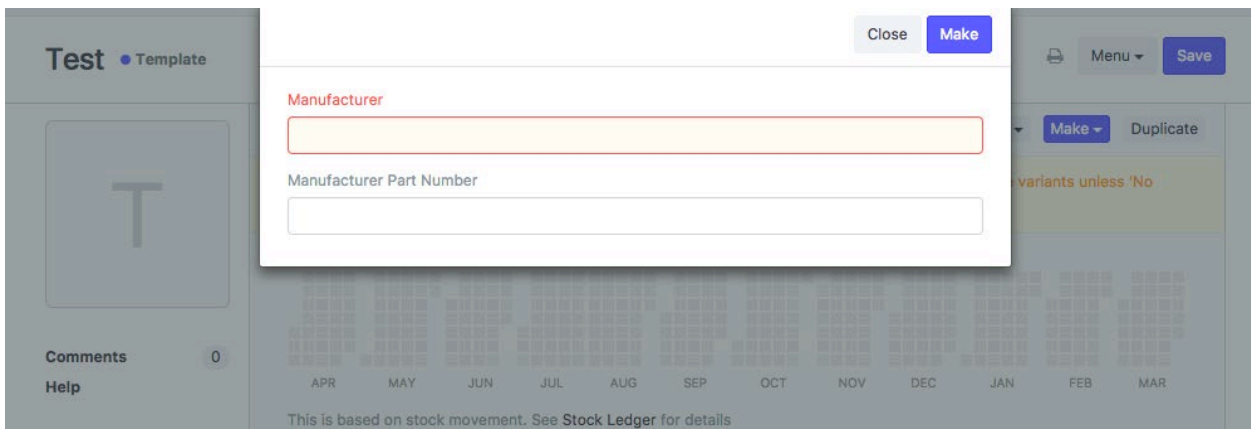 Close Make
Test • Template
Menu Save
Manufacturer
Make Duplicate
Manufacturer Part Number
variants unless 'No
T
Comments 0
Help
APR MAY JUN JUL AUG SEP OCT NOV DEC JAN FEB MAR
This is based on stock movement. See Stock Ledger for details